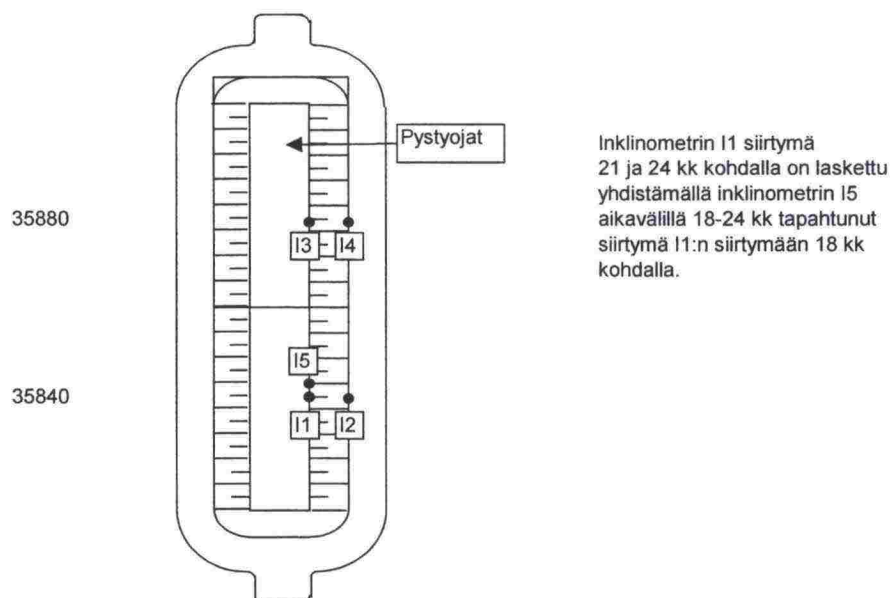 Pystyojat
Inklinometrin I1 siirtymä
21 ja 24 kk kohdalla on laskettu
yhdistämällä inklinometrin I5
aikavälillä 18-24 kk tapahtunut
siirtymä I1:n siirtymään 18 kk
kohdalla.
35880
I3 I4
I5
35840
I1 I2